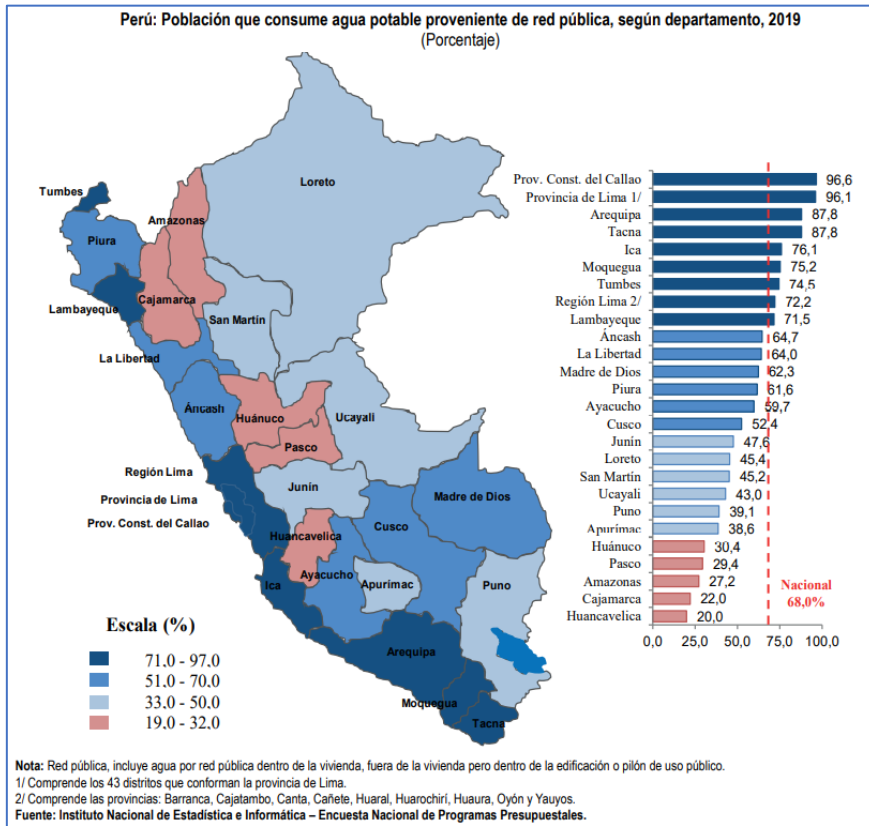 Perú: Población que consume agua potable proveniente de red pública, según departamento, 2019
(Porcentaje)
Loreto
Tumbes
Amazonas
Piura
Cajamarca
Lambayeque
San Martín
La Libertad
Áncash
Huánuco
Ucayali
Pasco
Región Lima
Junín
Provincia de Lima
Madre de Dios
Prov. Const. del Callao
Cusco
Huancavelica
Ayacucho
Apurímac
Puno
Ica
Arequipa
Moquegua
Tacna
Escala (%)
71,0 - 97,0
51,0 - 70,0
33,0 - 50,0
19,0 - 32,0
Prov. Const. del Callao 96,6
Provincia de Lima 1/ 96,1
Arequipa 87,8
Tacna 87,8
Ica 76,1
Moquegua 75,2
Tumbes 74,5
Región Lima 2/ 72,2
Lambayeque 71,5
Áncash 64,7
La Libertad 64,0
Madre de Dios 62,3
Piura 61,6
Ayacucho 59,7
Cusco 52,4
Junín 47,6
Loreto 45,4
San Martín 45,2
Ucayali 43,0
Puno 39,1
Apurímac 38,6
Huánuco 30,4
Pasco 29,4
Amazonas 27,2
Cajamarca 22,0
Huancavelica 20,0
Nacional
68,0%
0,0 25,0 50,0 75,0 100,0
Nota: Red pública, incluye agua por red pública dentro de la vivienda, fuera de la vivienda pero dentro de la edificación o pilón de uso público.
1/ Comprende los 43 distritos que conforman la provincia de Lima.
2/ Comprende las provincias: Barranca, Cajatambo, Canta, Cañete, Huaral, Huarochirí, Huaura, Oyón y Yauyos.
Fuente: Instituto Nacional de Estadística e Informática – Encuesta Nacional de Programas Presupuestales.